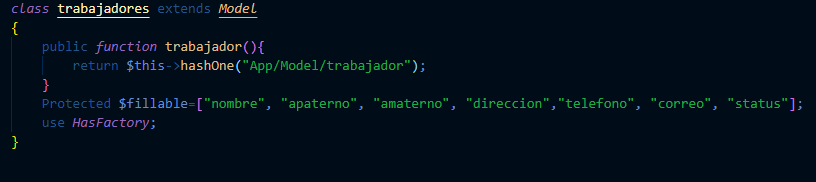 class trabajadores extends Model
{
public function trabajador(){
return $this->hashOne("App/Model/trabajador");
}
Protected $fillable=["nombre", "apaterno", "amaterno", "direccion","telefono", "correo", "status"];
use HasFactory;
}